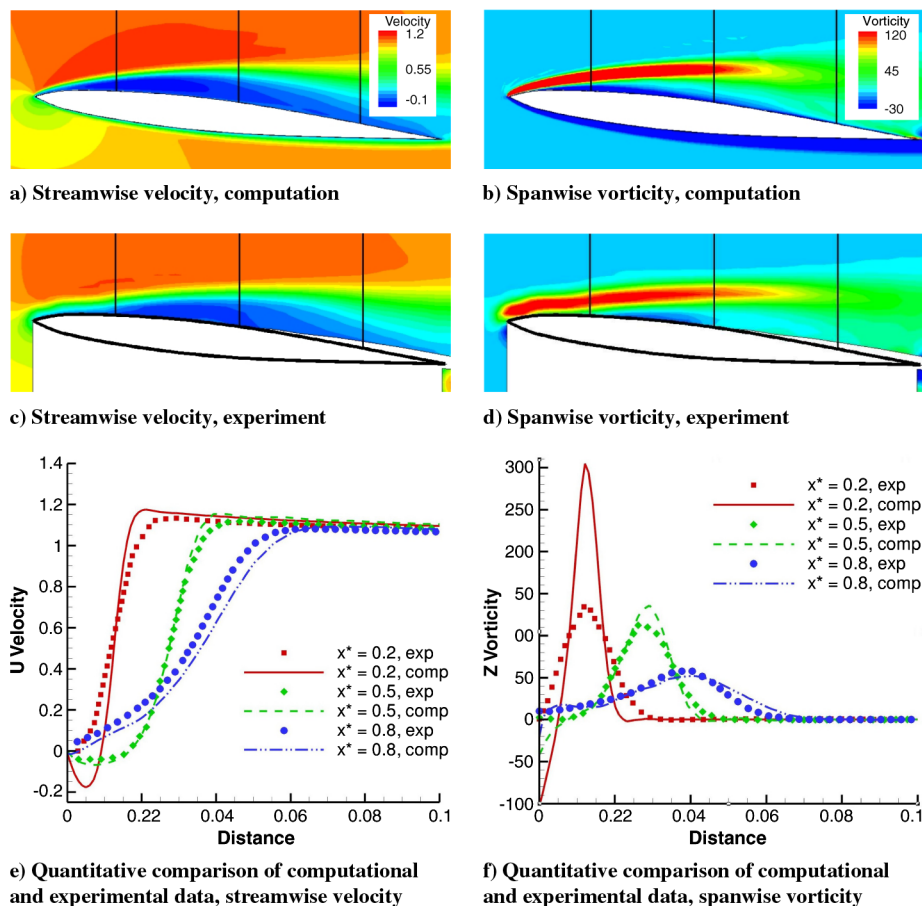 Velocity
1.2
0.55
-0.1
Vorticity
120
45
-30
a) Streamwise velocity, computation
b) Spanwise vorticity, computation
c) Streamwise velocity, experiment
d) Spanwise vorticity, experiment
1.4
1.2
1
0.8
0.6
0.4
0.2
0
-0.2
U Velocity
0
0.22
0.04
0.06
0.08
0.1
Distance
x* = 0.2, exp
x* = 0.2, comp
x* = 0.5, exp
x* = 0.5, comp
x* = 0.8, exp
x* = 0.8, comp
300
250
200
150
00
50
0
-50
-100
Z Vorticity
0
0.22
0.04
0.06
0.08
0.1
Distance
x* = 0.2, exp
x* = 0.2, comp
x* = 0.5, exp
x* = 0.5, comp
x* = 0.8, exp
x* = 0.8, comp
e) Quantitative comparison of computational
and experimental data, streamwise velocity
f) Quantitative comparison of computational
and experimental data, spanwise vorticity